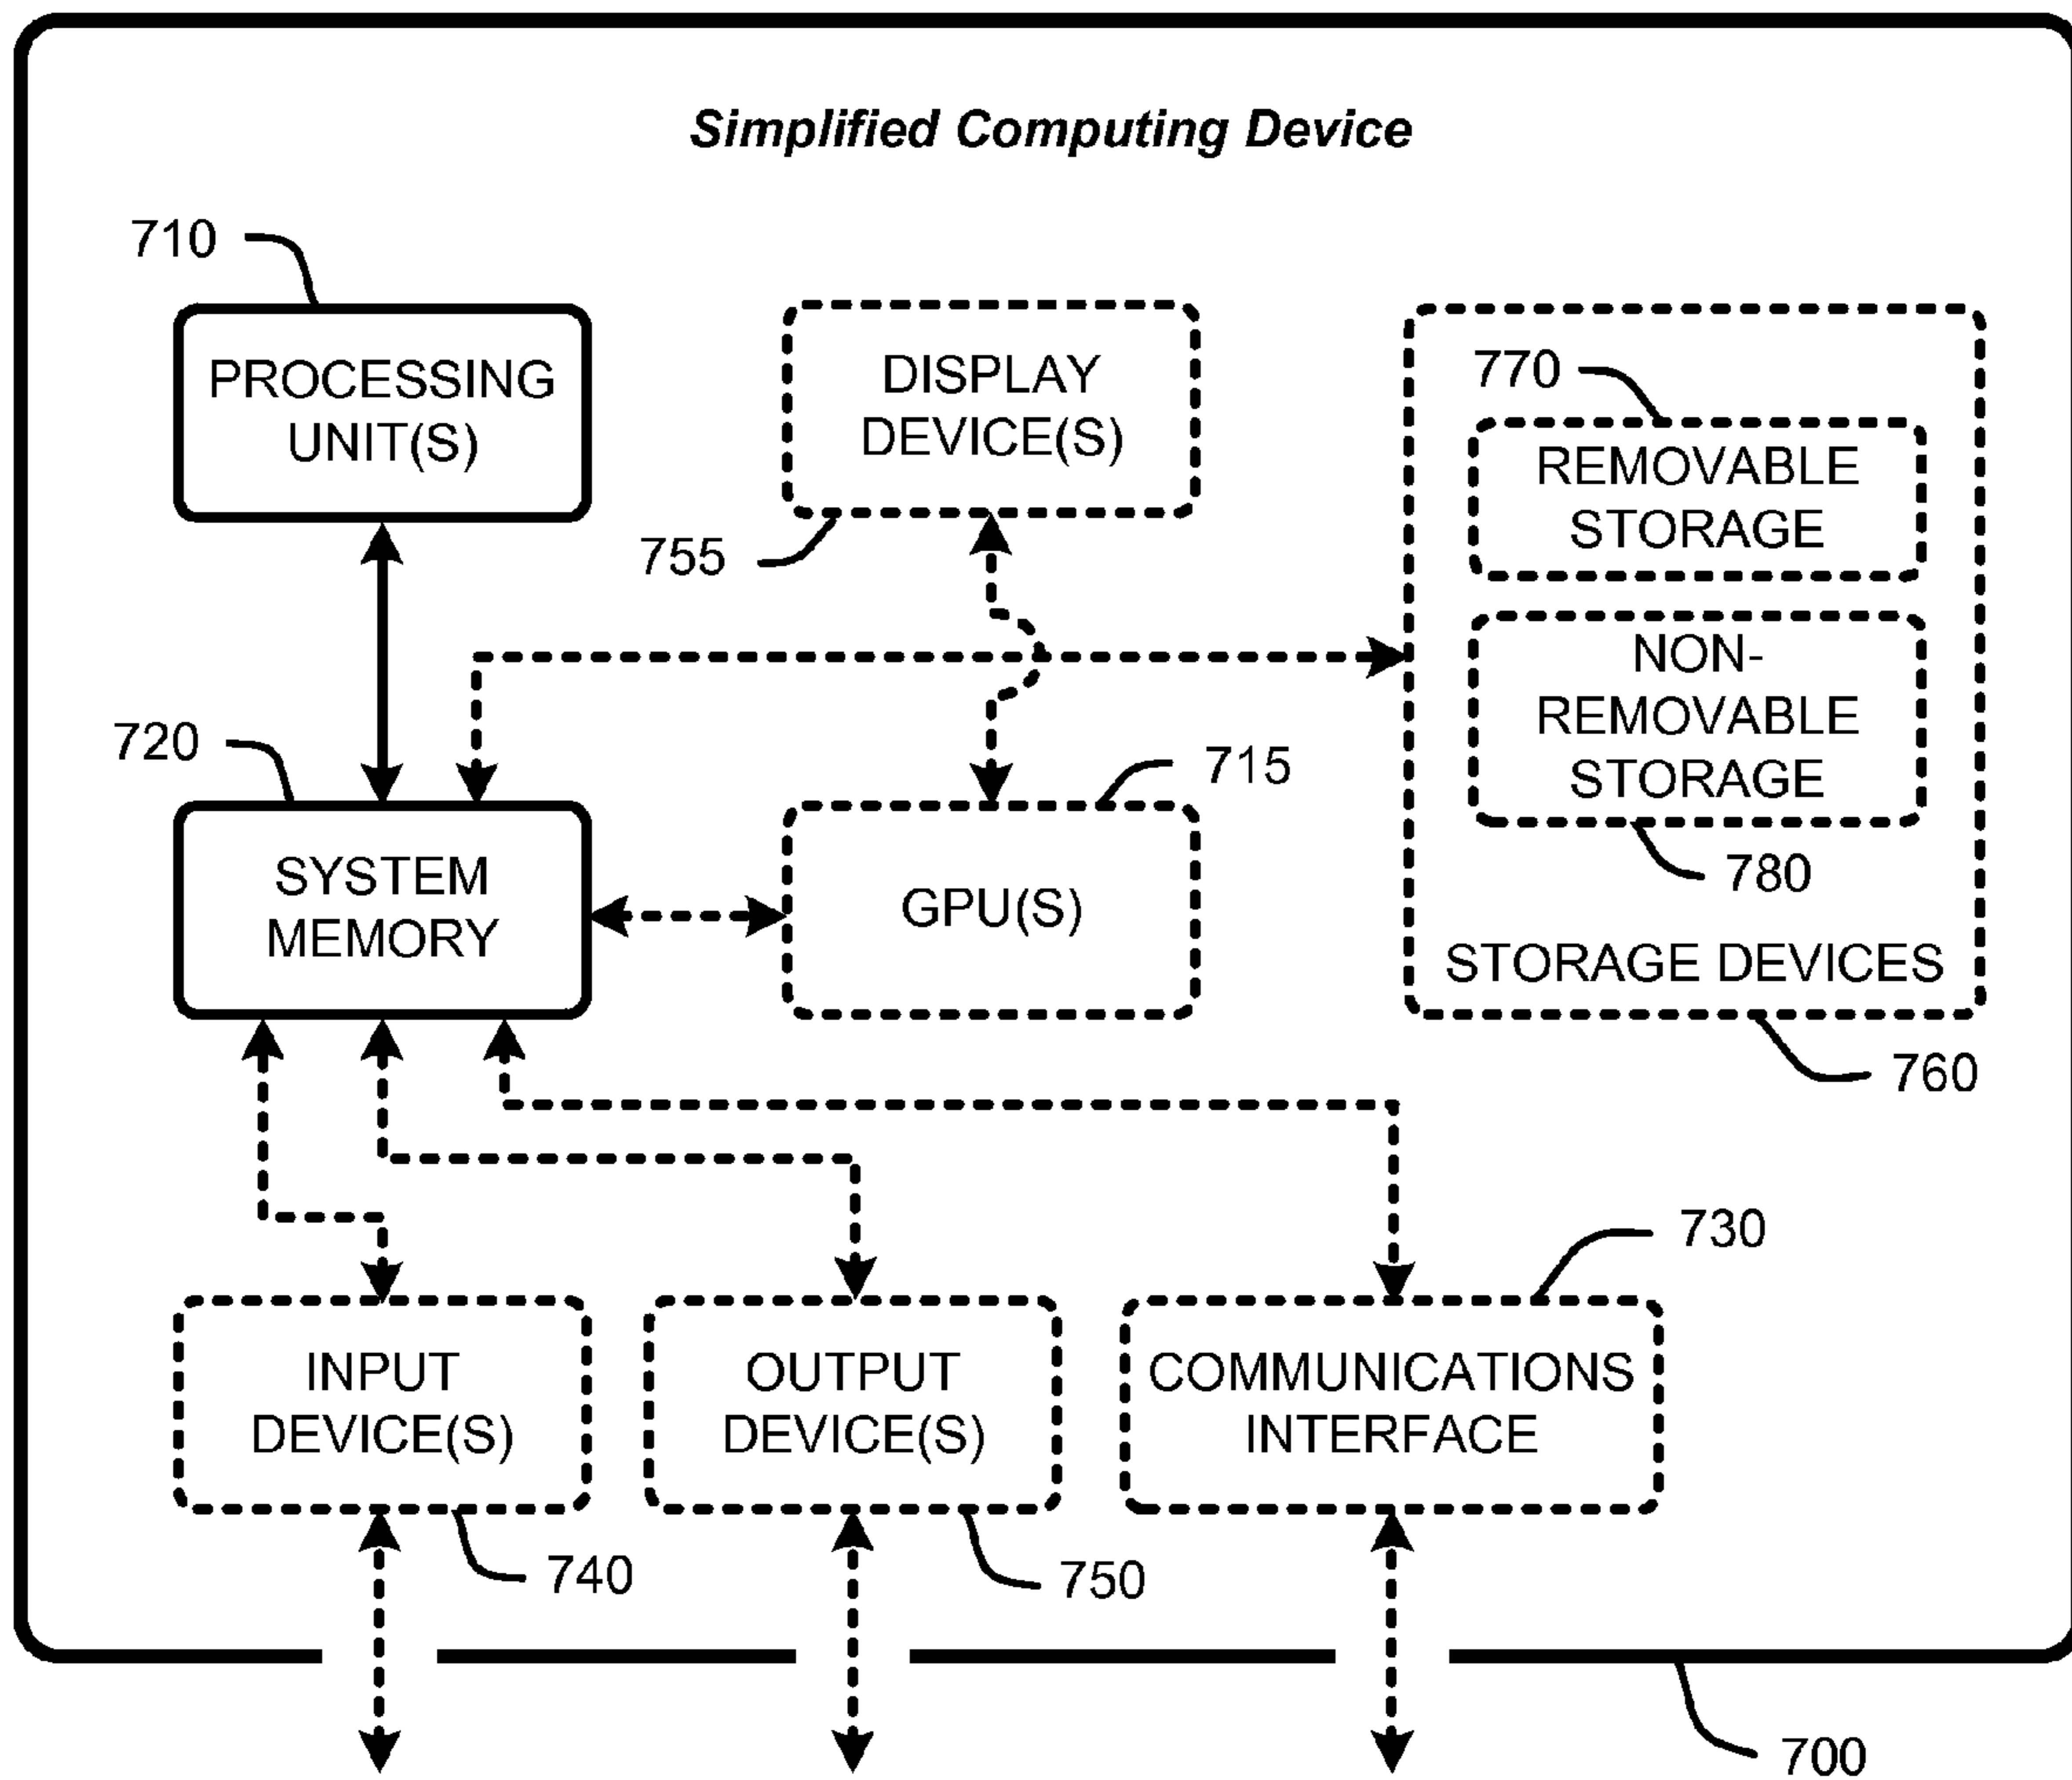 Simplified Computing Device
710
PROCESSING
UNIT(S)
DISPLAY
DEVICE(S)
755
770
REMOVABLE
STORAGE
NON-
REMOVABLE
STORAGE
780
STORAGE DEVICES
760
720
SYSTEM
MEMORY
715
GPU(S)
730
INPUT
DEVICE(S)
740
OUTPUT
DEVICE(S)
750
COMMUNICATIONS
INTERFACE
700